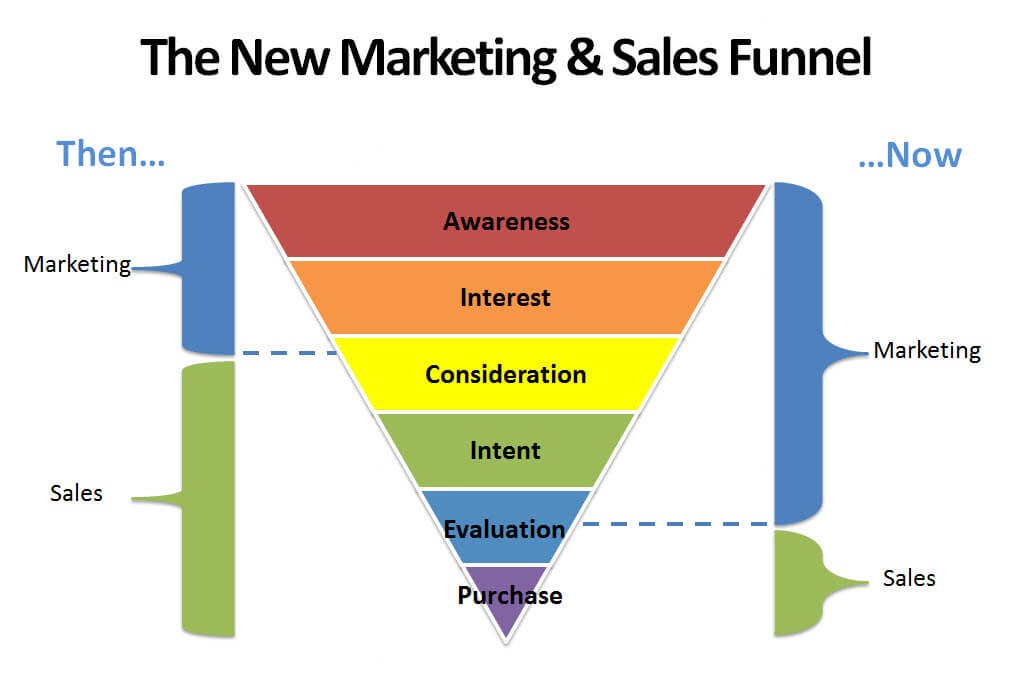 The New Marketing & Sales Funnel
Then...
...Now
Awareness
Marketing
Interest
Marketing
Consideration
Intent
Sales
Evaluation
Sales
Purchase